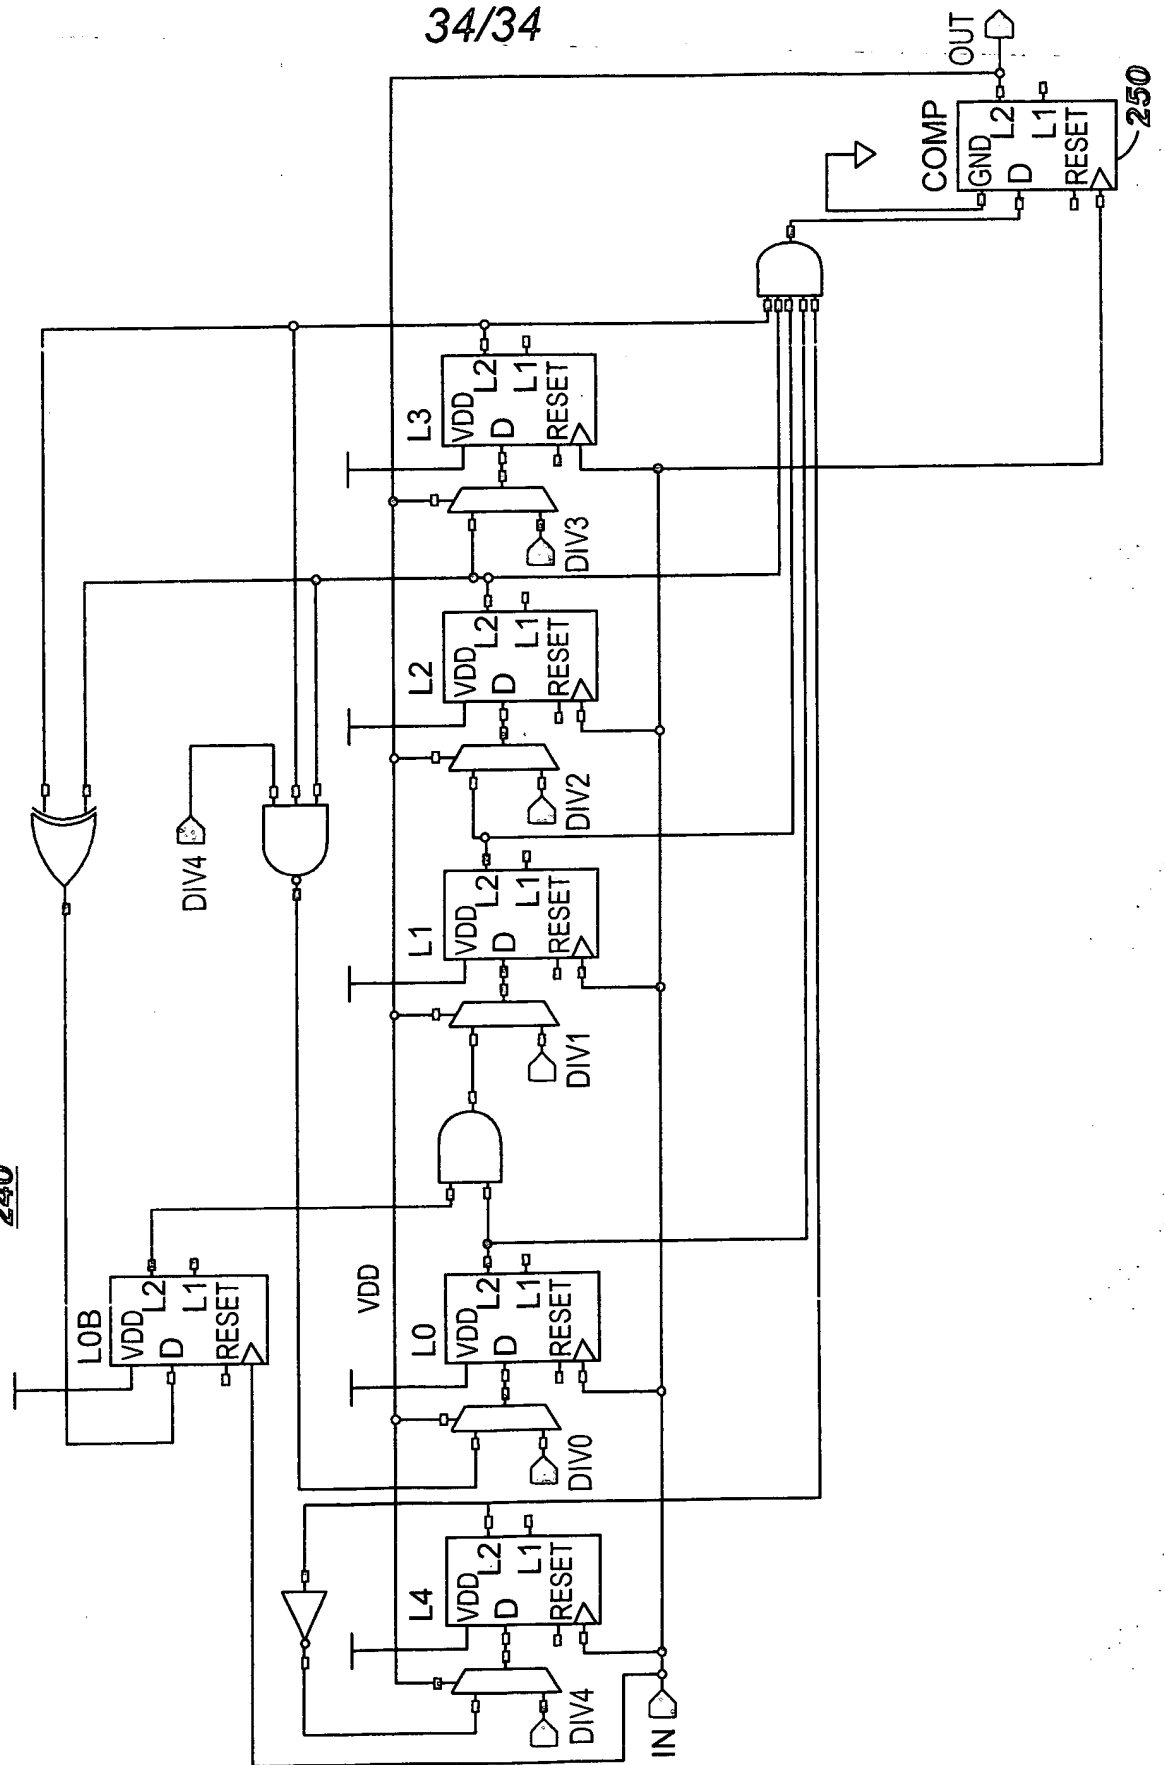 34/34
240
L0B
VDD
D
L2
L1
RESET
DIV4
VDD
L4
VDD
D
L2
L1
RESET
DIV4
IN
L0
VDD
D
L2
L1
RESET
DIV0
L1
VDD
D
L2
L1
RESET
DIV1
L2
VDD
D
L2
L1
RESET
DIV2
L3
VDD
D
L2
L1
RESET
DIV3
COMP
GND
D
L2
L1
RESET
OUT
250